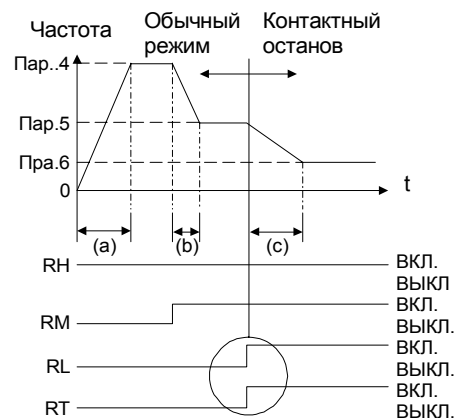 Частота
Обычный
режим
Контактный
останов
Пар..4
Пар.5
Пра.6
0
t
(a)
(b)
(c)
RH
ВКЛ.
ВЫКЛ
RM
ВКЛ.
ВЫКЛ.
RL
ВКЛ.
ВЫКЛ.
RT
ВКЛ.
ВЫКЛ.